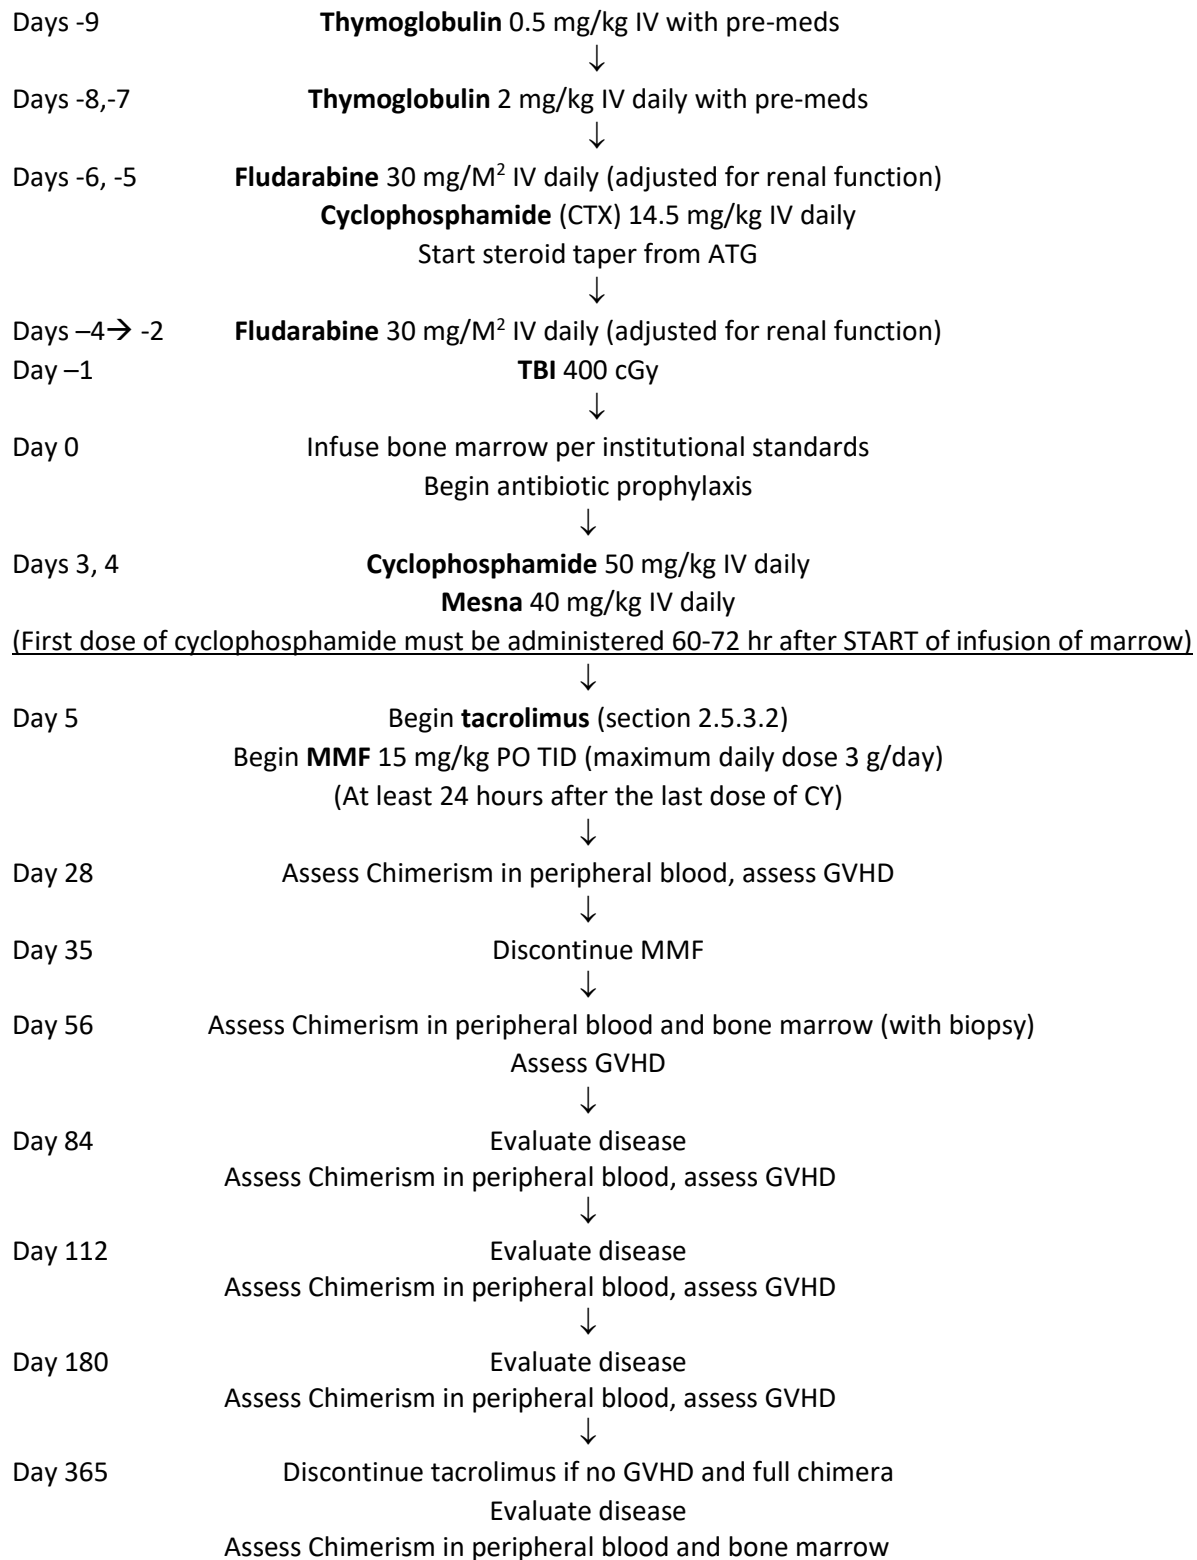 Days -9 Thymoglobulin 0.5 mg/kg IV with pre-meds
↓
Days -8,-7 Thymoglobulin 2 mg/kg IV daily with pre-meds
↓
Days -6, -5 Fludarabine 30 mg/M² IV daily (adjusted for renal function)
Cyclophosphamide (CTX) 14.5 mg/kg IV daily
Start steroid taper from ATG
↓
Days –4→ -2 Fludarabine 30 mg/M² IV daily (adjusted for renal function)
Day –1 TBI 400 cGy
↓
Day 0 Infuse bone marrow per institutional standards
Begin antibiotic prophylaxis
↓
Days 3, 4 Cyclophosphamide 50 mg/kg IV daily
Mesna 40 mg/kg IV daily
(First dose of cyclophosphamide must be administered 60-72 hr after START of infusion of marrow)
↓
Day 5 Begin tacrolimus (section 2.5.3.2)
Begin MMF 15 mg/kg PO TID (maximum daily dose 3 g/day)
(At least 24 hours after the last dose of CY)
↓
Day 28 Assess Chimerism in peripheral blood, assess GVHD
↓
Day 35 Discontinue MMF
↓
Day 56 Assess Chimerism in peripheral blood and bone marrow (with biopsy)
Assess GVHD
↓
Day 84 Evaluate disease
Assess Chimerism in peripheral blood, assess GVHD
↓
Day 112 Evaluate disease
Assess Chimerism in peripheral blood, assess GVHD
↓
Day 180 Evaluate disease
Assess Chimerism in peripheral blood, assess GVHD
↓
Day 365 Discontinue tacrolimus if no GVHD and full chimera
Evaluate disease
Assess Chimerism in peripheral blood and bone marrow